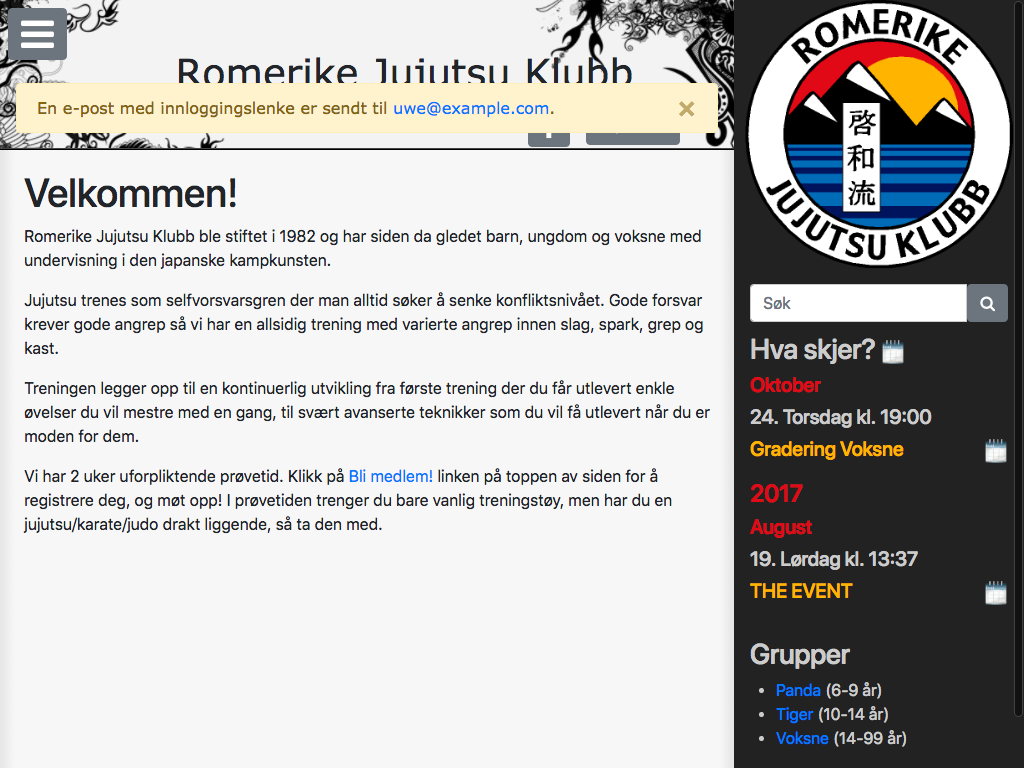 Romerike Jujutsu Klubb
En e-post med innloggingslenke er sendt til uwe@example.com.
×
Velkommen!
Romerike Jujutsu Klubb ble stiftet i 1982 og har siden da gledet barn, ungdom og voksne med
undervisning i den japanske kampkunsten.
Jujutsu trenes som selfvorsvarsgren der man alltid søker å senke konfliktsnivået. Gode forsvar
krever gode angrep så vi har en allsidig trening med varierte angrep innen slag, spark, grep og
kast.
Treningen legger opp til en kontinuerlig utvikling fra første trening der du får utlevert enkle
øvelser du vil mestre med en gang, til svært avanserte teknikker som du vil få utlevert når du er
moden for dem.
Vi har 2 uker uforpliktende prøvetid. Klikk på Bli medlem! linken på toppen av siden for å
registrere deg, og møt opp! I prøvetiden trenger du bare vanlig treningstøy, men har du en
jujutsu/karate/judo drakt liggende, så ta den med.
ROMERIKE
啓和流
JUJUTSU KLUBB
Søk
Hva skjer?
Oktober
24. Torsdag kl. 19:00
Gradering Voksne
2017
August
19. Lørdag kl. 13:37
THE EVENT
Grupper
• Panda (6-9 år)
• Tiger (10-14 år)
• Voksne (14-99 år)